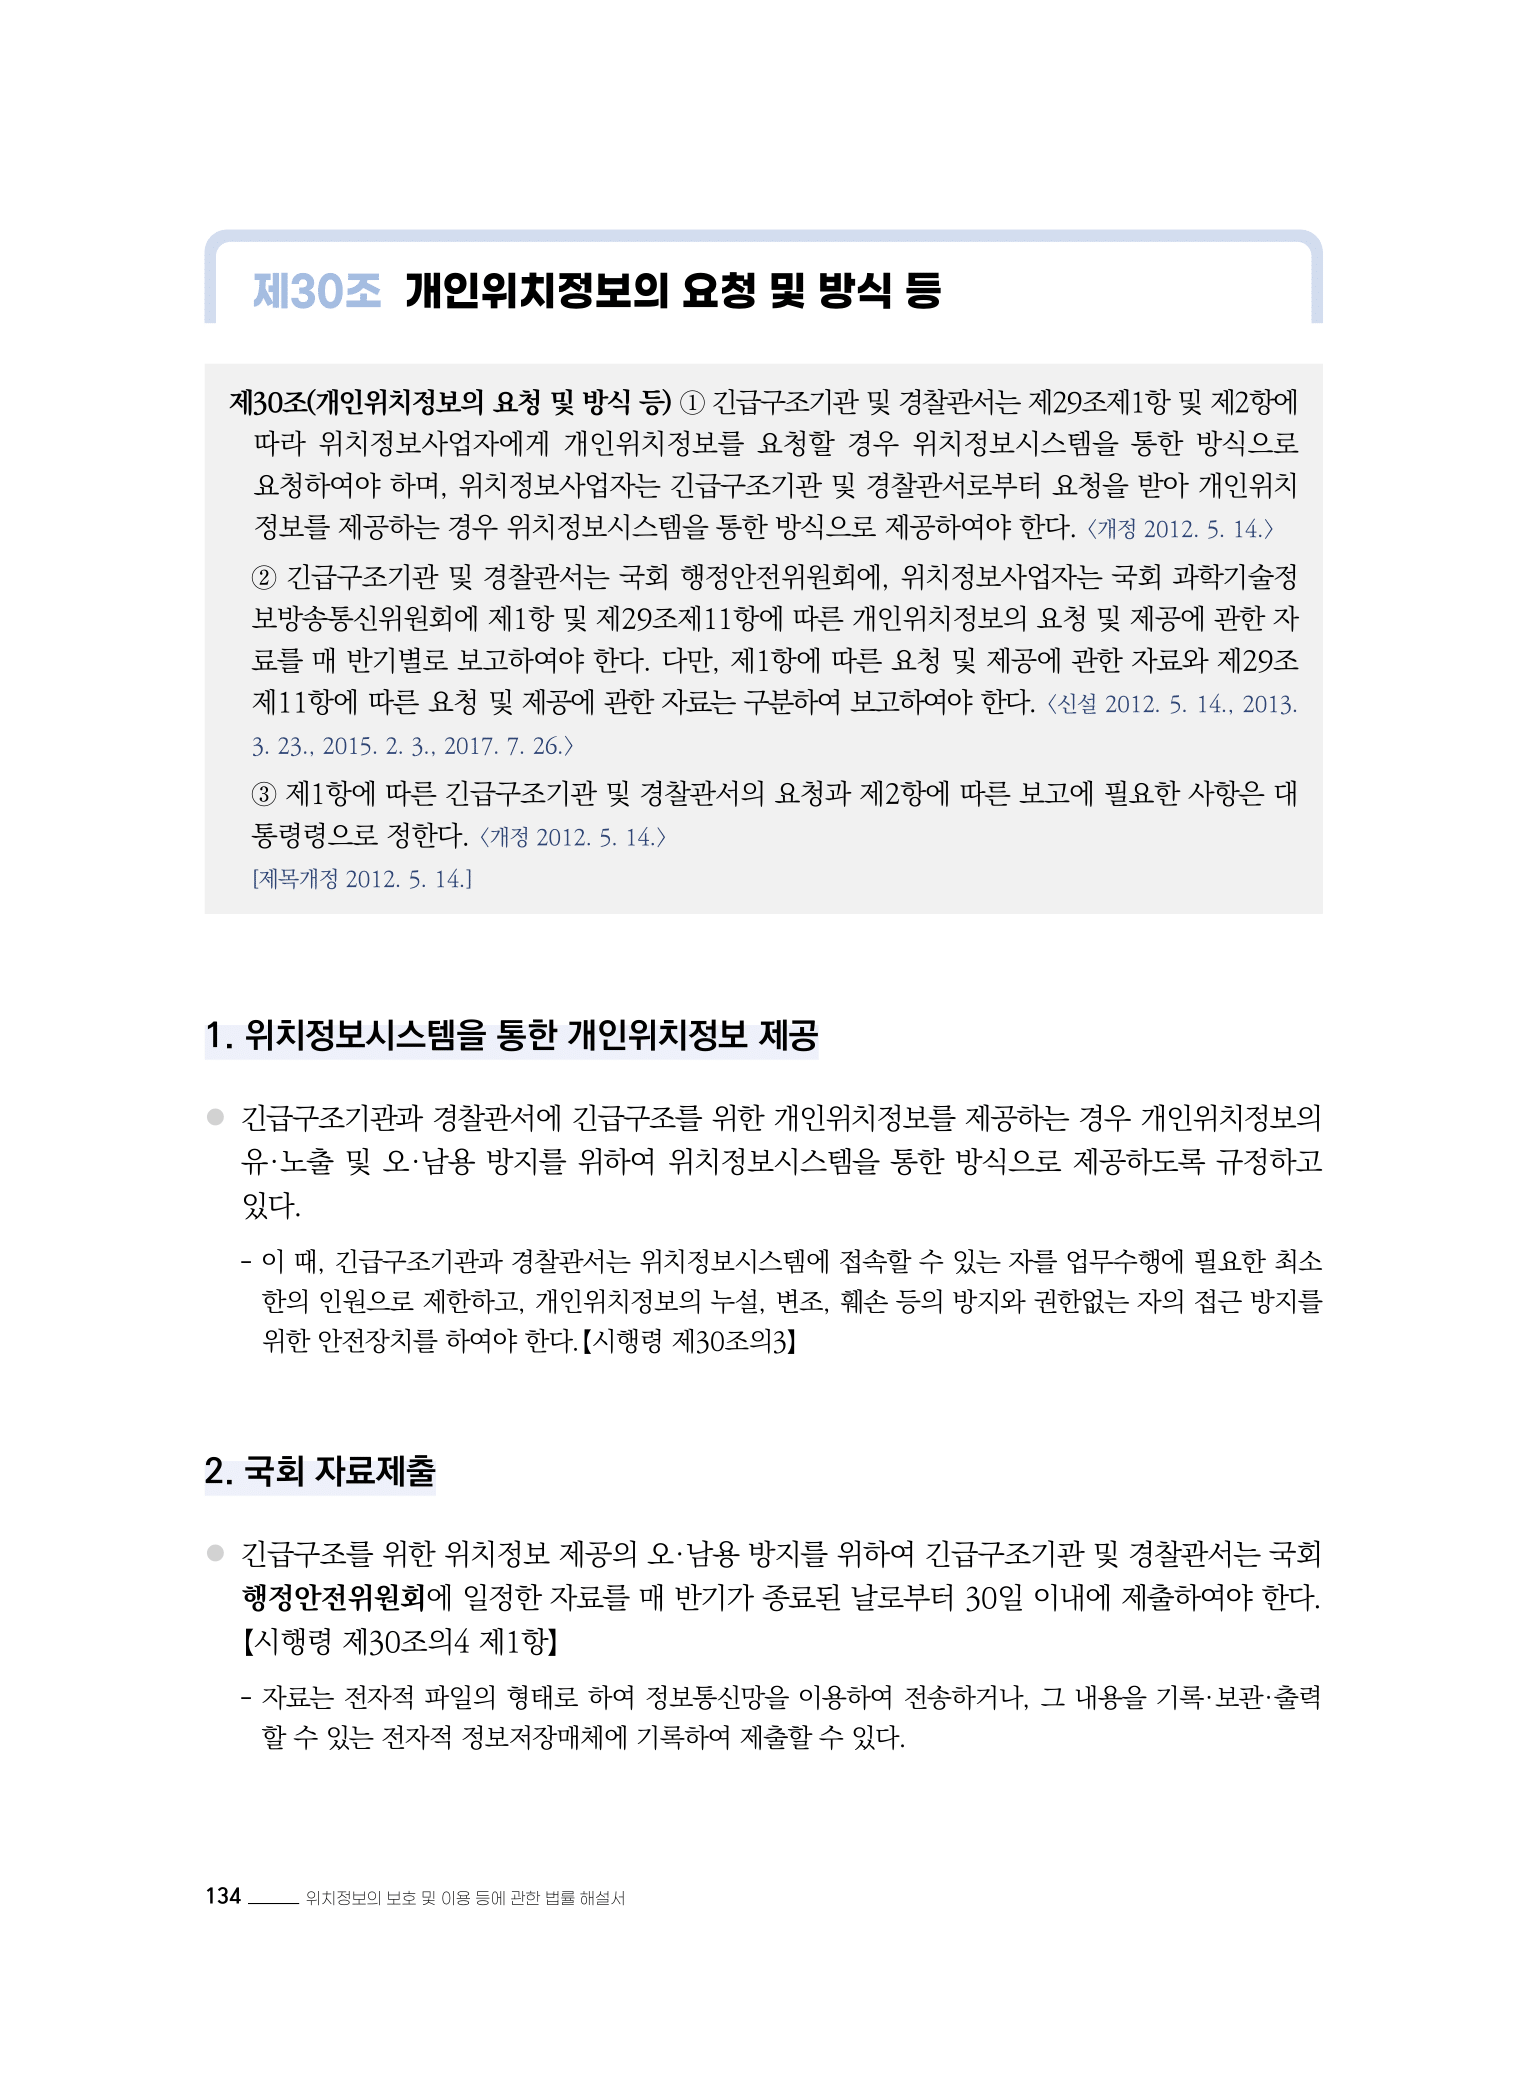 제30조 개인위치정보의 요청 및 방식 등
제30조(개인위치정보의 요청 및 방식 등) ① 긴급구조기관 및 경찰관서는 제29조제1항 및 제2항에
따라 위치정보사업자에게 개인위치정보를 요청할 경우 위치정보시스템을 통한 방식으로
요청하여야 하며, 위치정보사업자는 긴급구조기관 및 경찰관서로부터 요청을 받아 개인위치
정보를 제공하는 경우 위치정보시스템을 통한 방식으로 제공하여야 한다. 〈개정 2012. 5. 14.〉
② 긴급구조기관 및 경찰관서는 국회 행정안전위원회에, 위치정보사업자는 국회 과학기술정
보방송통신위원회에 제1항 및 제29조제11항에 따른 개인위치정보의 요청 및 제공에 관한 자
료를 매 반기별로 보고하여야 한다. 다만, 제1항에 따른 요청 및 제공에 관한 자료와 제29조
제11항에 따른 요청 및 제공에 관한 자료는 구분하여 보고하여야 한다. 〈신설 2012. 5. 14., 2013.
3. 23., 2015. 2. 3., 2017. 7. 26.〉
③ 제1항에 따른 긴급구조기관 및 경찰관서의 요청과 제2항에 따른 보고에 필요한 사항은 대
통령령으로 정한다. 〈개정 2012. 5. 14.〉
[제목개정 2012. 5. 14.]
1. 위치정보시스템을 통한 개인위치정보 제공
● 긴급구조기관과 경찰관서에 긴급구조를 위한 개인위치정보를 제공하는 경우 개인위치정보의
유·노출 및 오·남용 방지를 위하여 위치정보시스템을 통한 방식으로 제공하도록 규정하고
있다.
- 이 때, 긴급구조기관과 경찰관서는 위치정보시스템에 접속할 수 있는 자를 업무수행에 필요한 최소
한의 인원으로 제한하고, 개인위치정보의 누설, 변조, 훼손 등의 방지와 권한없는 자의 접근 방지를
위한 안전장치를 하여야 한다.【시행령 제30조의3】
2. 국회 자료제출
● 긴급구조를 위한 위치정보 제공의 오·남용 방지를 위하여 긴급구조기관 및 경찰관서는 국회
행정안전위원회에 일정한 자료를 매 반기가 종료된 날로부터 30일 이내에 제출하여야 한다.
【시행령 제30조의4 제1항】
- 자료는 전자적 파일의 형태로 하여 정보통신망을 이용하여 전송하거나, 그 내용을 기록·보관·출력
할 수 있는 전자적 정보저장매체에 기록하여 제출할 수 있다.
134 위치정보의 보호 및 이용 등에 관한 법률 해설서